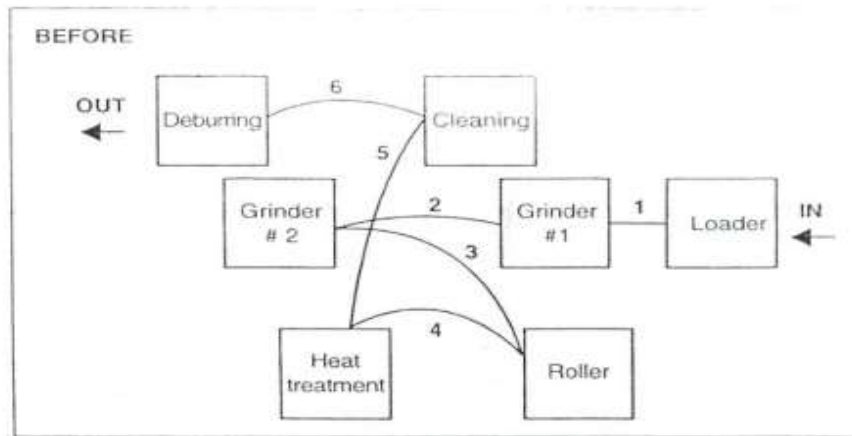 BEFORE
6
OUT
Deburring
Cleaning
5
Grinder
# 2
2
Grinder
#1
1
Loader
IN
3
4
Heat
treatment
Roller